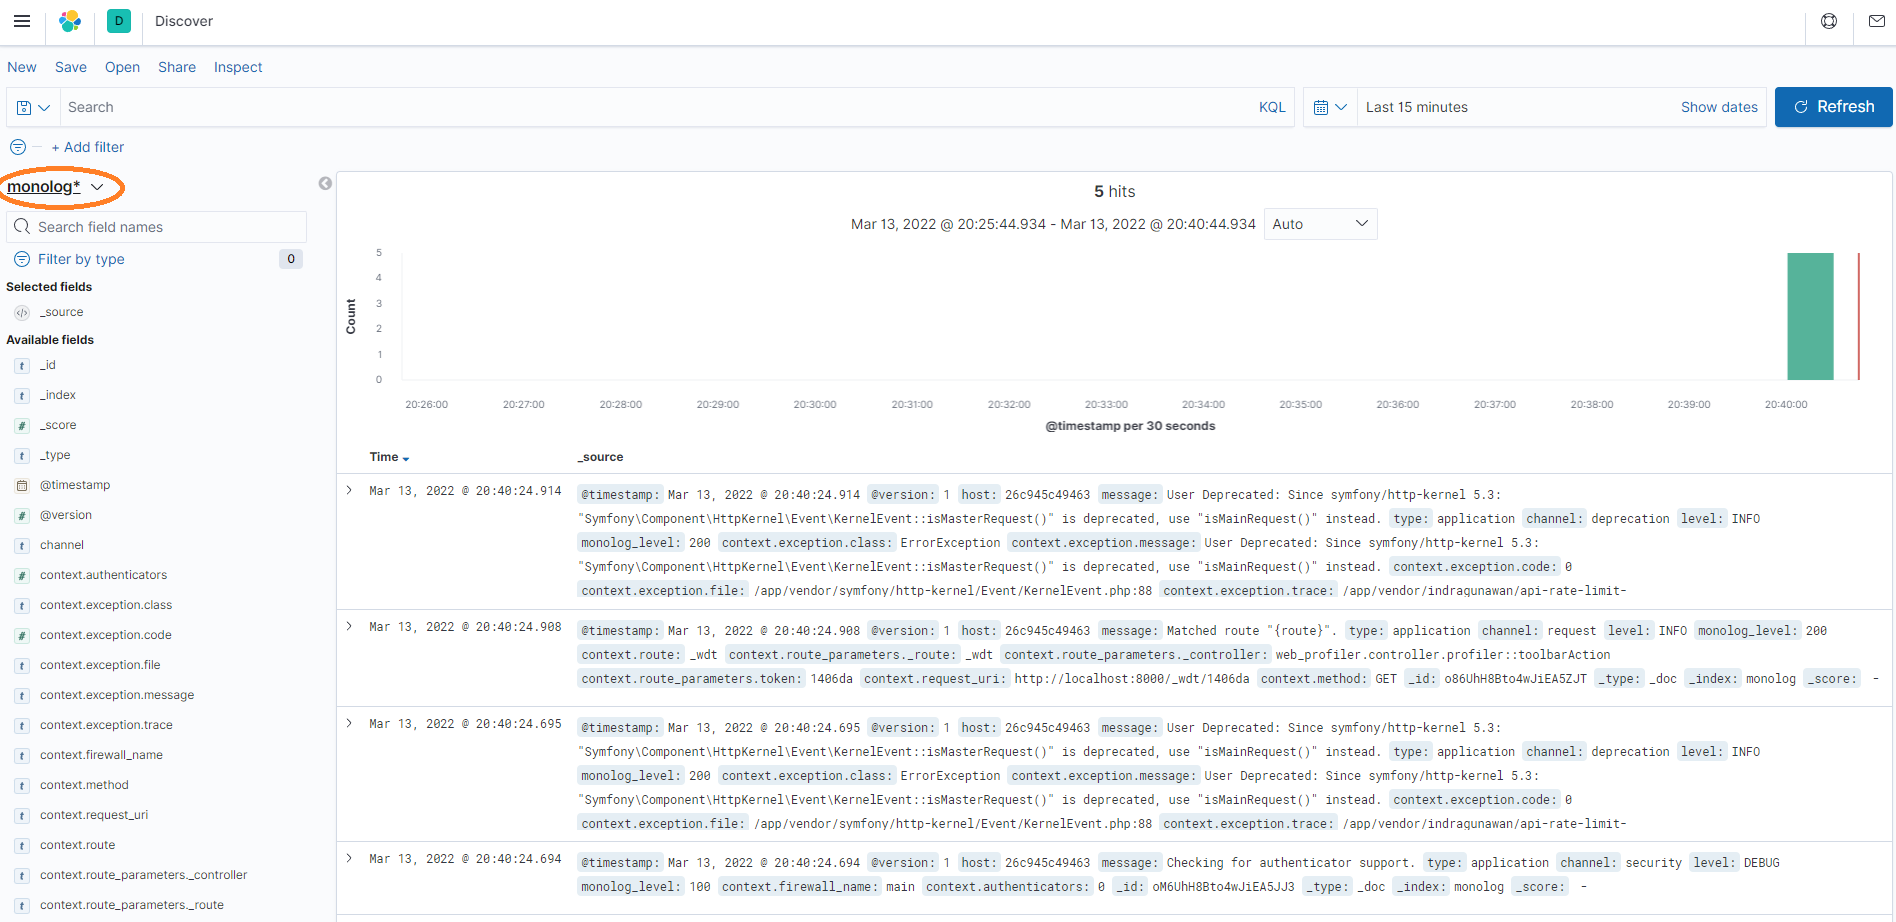 D Discover
New Save Open Share Inspect
Search KQL Last 15 minutes Show dates Refresh
+ Add filter
monolog*
Search field names
Filter by type 0
Selected fields
_source
Available fields
_id
_index
_score
_type
@timestamp
@version
channel
context.authenticators
context.exception.class
context.exception.code
context.exception.file
context.exception.message
context.exception.trace
context.firewall_name
context.method
context.request_uri
context.route
context.route_parameters._controller
context.route_parameters._route
5 hits
Mar 13, 2022 @ 20:25:44.934 - Mar 13, 2022 @ 20:40:44.934 Auto
Count
5
4
3
2
1
0
20:26:00 20:27:00 20:28:00 20:29:00 20:30:00 20:31:00 20:32:00 20:33:00 20:34:00 20:35:00 20:36:00 20:37:00 20:38:00 20:39:00 20:40:00
@timestamp per 30 seconds
Time _source
Mar 13, 2022 @ 20:40:24.914 @timestamp: Mar 13, 2022 @ 20:40:24.914 @version: 1 host: 26c945c49463 message: User Deprecated: Since symfony/http-kernel 5.3:
"Symfony\Component\HttpKernel\Event\KernelEvent::isMasterRequest()" is deprecated, use "isMainRequest()" instead. type: application channel: deprecation level: INFO
monolog_level: 200 context.exception.class: ErrorException context.exception.message: User Deprecated: Since symfony/http-kernel 5.3:
"Symfony\Component\HttpKernel\Event\KernelEvent::isMasterRequest()" is deprecated, use "isMainRequest()" instead. context.exception.code: 0
context.exception.file: /app/vendor/symfony/http-kernel/Event/KernelEvent.php:88 context.exception.trace: /app/vendor/indragunawan/api-rate-limit-
Mar 13, 2022 @ 20:40:24.908 @timestamp: Mar 13, 2022 @ 20:40:24.908 @version: 1 host: 26c945c49463 message: Matched route "{route}". type: application channel: request level: INFO monolog_level: 200
context.route: _wdt context.route_parameters._route: _wdt context.route_parameters._controller: web_profiler.controller.profiler::toolbarAction
context.route_parameters.token: 1406da context.request_uri: http://localhost:8000/_wdt/1406da context.method: GET _id: o86UhH8Bto4wJiEA5ZJT _type: _doc _index: monolog _score: -
Mar 13, 2022 @ 20:40:24.695 @timestamp: Mar 13, 2022 @ 20:40:24.695 @version: 1 host: 26c945c49463 message: User Deprecated: Since symfony/http-kernel 5.3:
"Symfony\Component\HttpKernel\Event\KernelEvent::isMasterRequest()" is deprecated, use "isMainRequest()" instead. type: application channel: deprecation level: INFO
monolog_level: 200 context.exception.class: ErrorException context.exception.message: User Deprecated: Since symfony/http-kernel 5.3:
"Symfony\Component\HttpKernel\Event\KernelEvent::isMasterRequest()" is deprecated, use "isMainRequest()" instead. context.exception.code: 0
context.exception.file: /app/vendor/symfony/http-kernel/Event/KernelEvent.php:88 context.exception.trace: /app/vendor/indragunawan/api-rate-limit-
Mar 13, 2022 @ 20:40:24.694 @timestamp: Mar 13, 2022 @ 20:40:24.694 @version: 1 host: 26c945c49463 message: Checking for authenticator support. type: application channel: security level: DEBUG
monolog_level: 100 context.firewall_name: main context.authenticators: 0 _id: oM6UhH8Bto4wJiEA5JJ3 _type: _doc _index: monolog _score: -